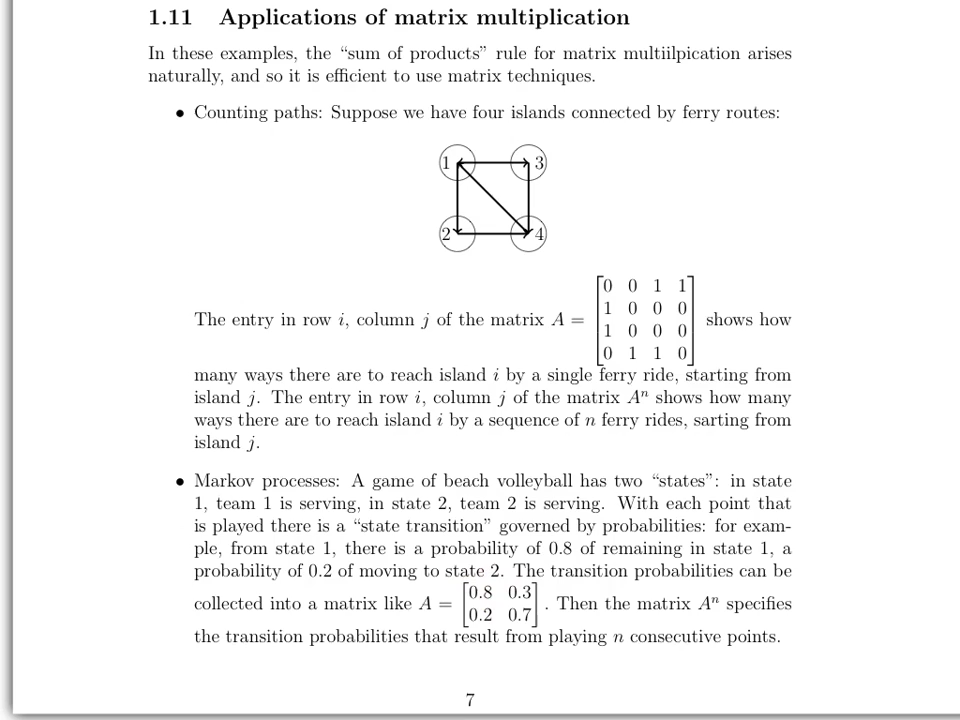 1.11 Applications of matrix multiplication
In these examples, the “sum of products” rule for matrix multiilpication arises
naturally, and so it is efficient to use matrix techniques.
• Counting paths: Suppose we have four islands connected by ferry routes:
1 3
2 4
The entry in row i, column j of the matrix A = [0 0 1 1; 1 0 0 0; 1 0 0 0; 0 1 1 0] shows how
many ways there are to reach island i by a single ferry ride, starting from
island j. The entry in row i, column j of the matrix Aⁿ shows how many
ways there are to reach island i by a sequence of n ferry rides, sarting from
island j.
• Markov processes: A game of beach volleyball has two “states”: in state
1, team 1 is serving, in state 2, team 2 is serving. With each point that
is played there is a “state transition” governed by probabilities: for exam-
ple, from state 1, there is a probability of 0.8 of remaining in state 1, a
probability of 0.2 of moving to state 2. The transition probabilities can be
collected into a matrix like A = [0.8 0.3; 0.2 0.7]. Then the matrix Aⁿ specifies
the transition probabilities that result from playing n consecutive points.
7